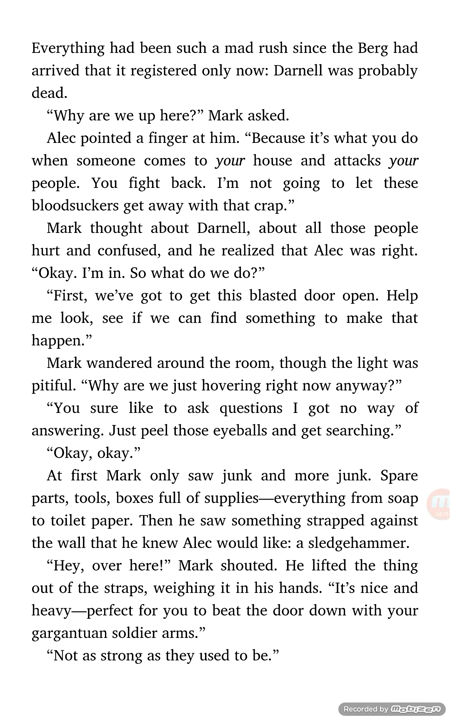 Everything had been such a mad rush since the Berg had
arrived that it registered only now: Darnell was probably
dead.
“Why are we up here?” Mark asked.
Alec pointed a finger at him. “Because it’s what you do
when someone comes to your house and attacks your
people. You fight back. I’m not going to let these
bloodsuckers get away with that crap.”
Mark thought about Darnell, about all those people
hurt and confused, and he realized that Alec was right.
“Okay. I’m in. So what do we do?”
“First, we’ve got to get this blasted door open. Help
me look, see if we can find something to make that
happen.”
Mark wandered around the room, though the light was
pitiful. “Why are we just hovering right now anyway?”
“You sure like to ask questions I got no way of
answering. Just peel those eyeballs and get searching.”
“Okay, okay.”
At first Mark only saw junk and more junk. Spare
parts, tools, boxes full of supplies—everything from soap
to toilet paper. Then he saw something strapped against
the wall that he knew Alec would like: a sledgehammer.
“Hey, over here!” Mark shouted. He lifted the thing
out of the straps, weighing it in his hands. “It’s nice and
heavy—perfect for you to beat the door down with your
gargantuan soldier arms.”
“Not as strong as they used to be.”
Recorded by mobizen